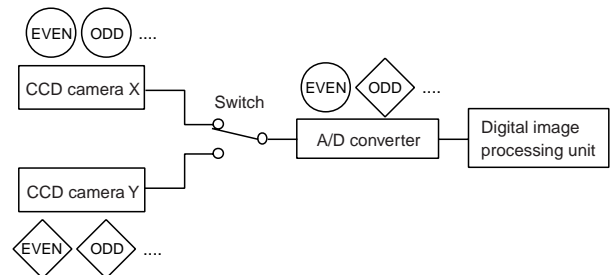 EVEN ODD ....
CCD camera X
Switch
EVEN ODD ....
A/D converter
Digital image
processing unit
CCD camera Y
EVEN ODD ....